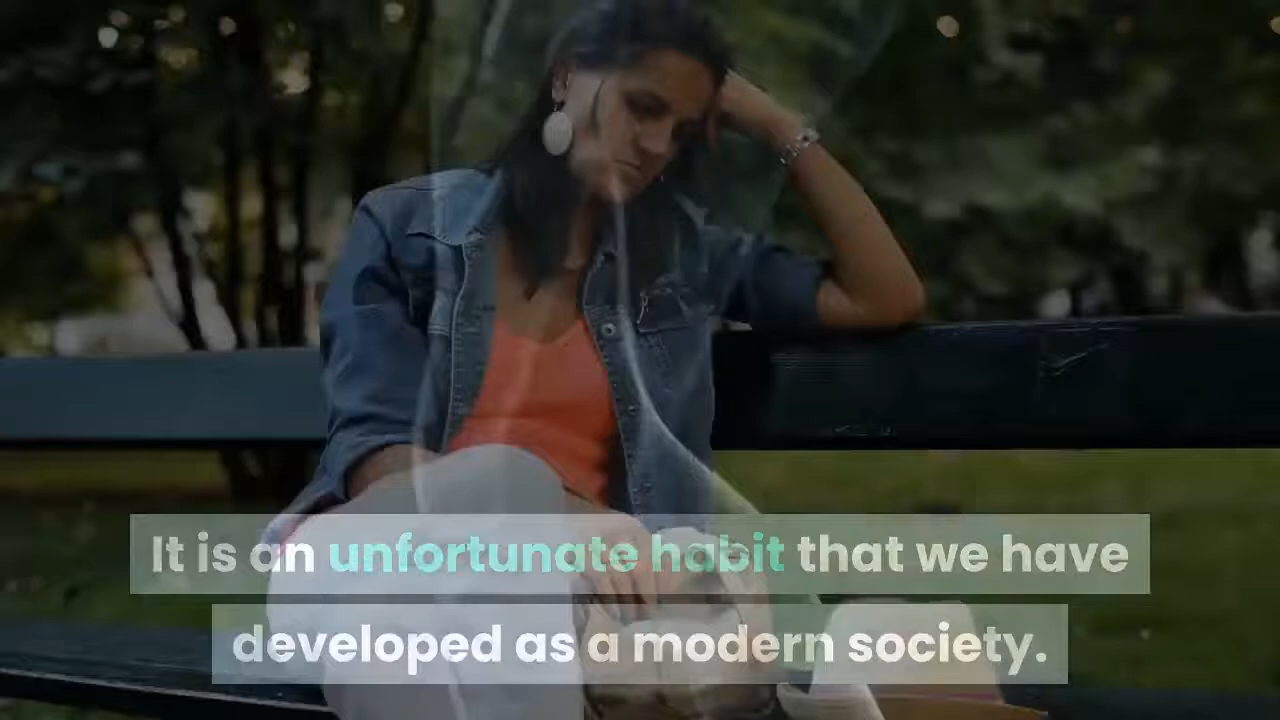 It is an unfortunate habit that we have
developed as a modern society.